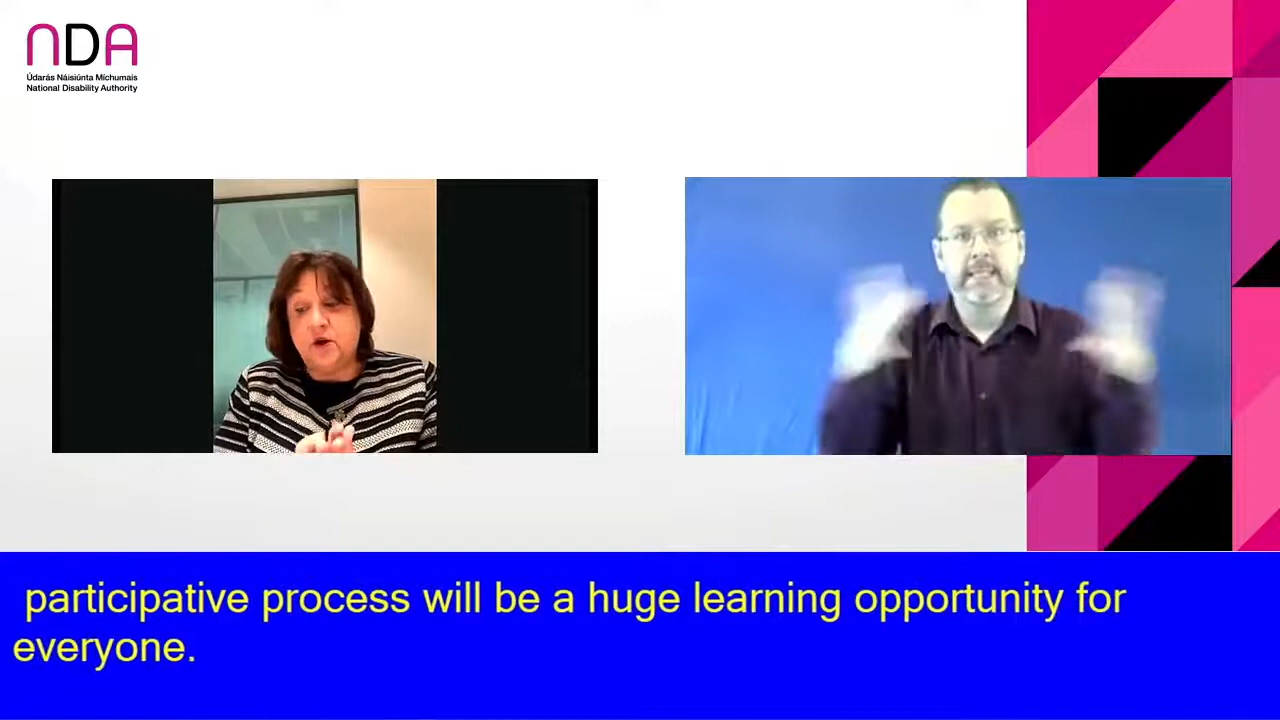 NDA
Údarás Náisiúnta Míchumais
National Disability Authority
participative process will be a huge learning opportunity for
everyone.